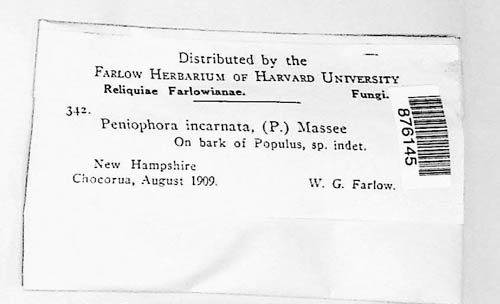 Distributed by the
FARLOW HERBARIUM OF HARVARD UNIVERSITY
Reliquiae Farlowianae. Fungi.
342.
Peniophora incarnata, (P.) Massee
On bark of Populus, sp. indet.
New Hampshire
Chocorua, August 1909. W. G. Farlow.
876145